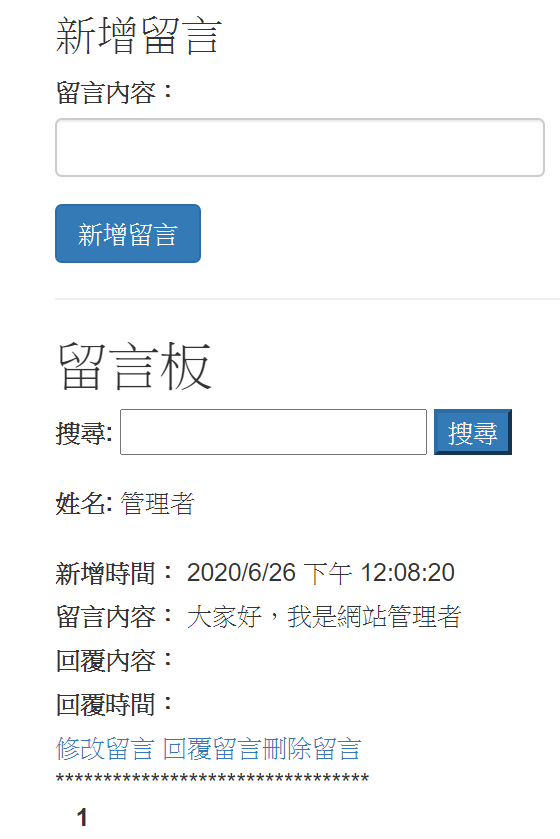 新增留言
留言內容：
新增留言
留言板
搜尋: 搜尋
姓名: 管理者
新增時間： 2020/6/26 下午 12:08:20
留言內容： 大家好，我是網站管理者
回覆內容：
回覆時間：
修改留言 回覆留言刪除留言
*********************************
1